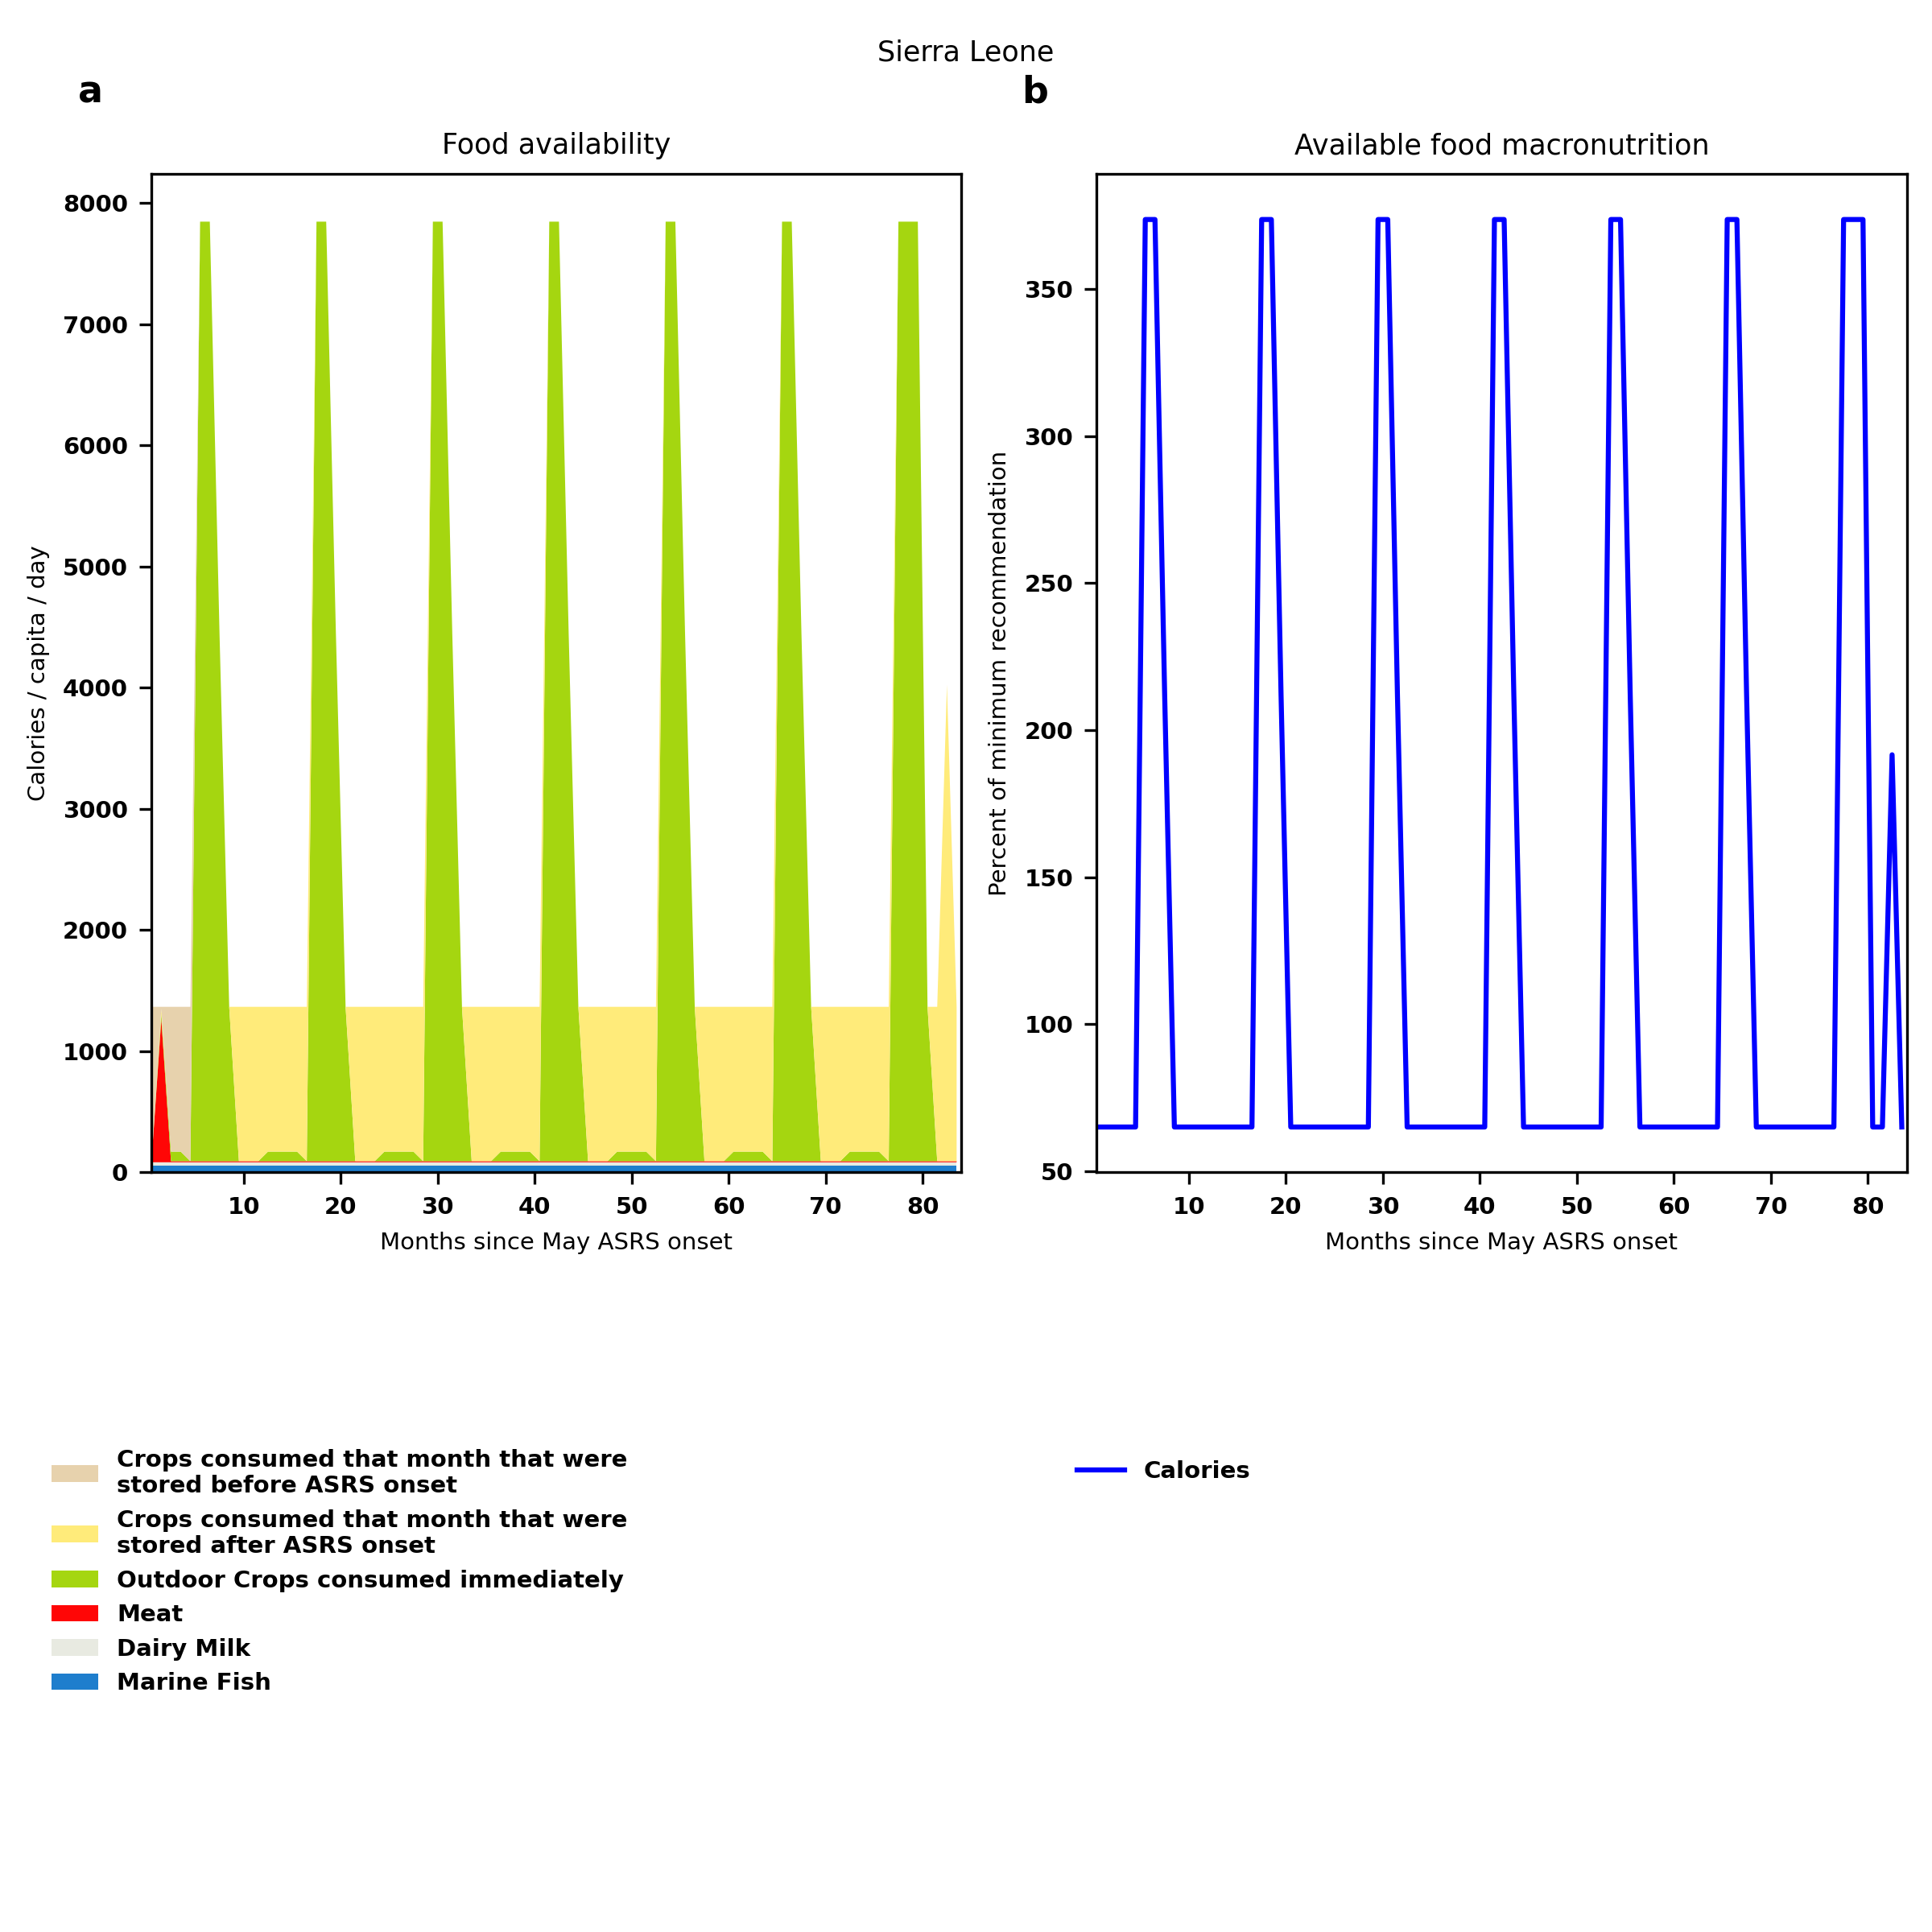 Sierra Leone
a
b
Food availability
Available food macronutrition
8000
7000
6000
5000
4000
3000
2000
1000
0
Calories / capita / day
10 20 30 40 50 60 70 80
Months since May ASRS onset
350
300
250
200
150
100
50
Percent of minimum recommendation
10 20 30 40 50 60 70 80
Months since May ASRS onset
Crops consumed that month that were
stored before ASRS onset
Crops consumed that month that were
stored after ASRS onset
Outdoor Crops consumed immediately
Meat
Dairy Milk
Marine Fish
Calories